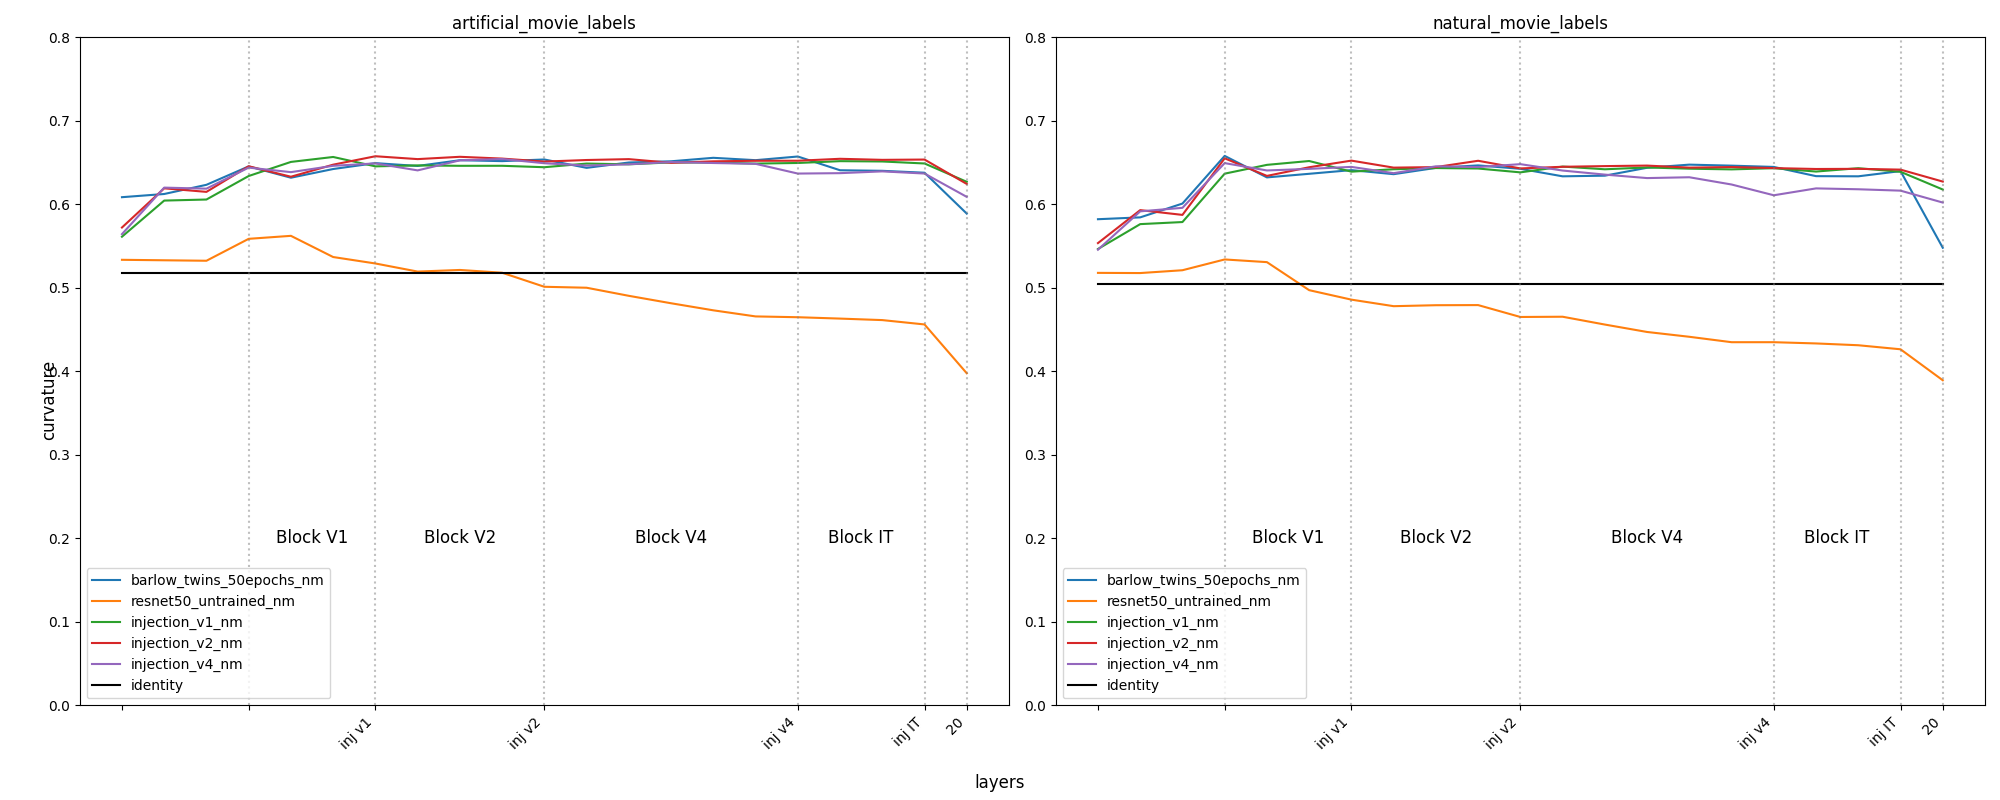 artificial_movie_labels
0.8
0.7
0.6
0.5
0.4
0.3
0.2
0.1
0.0
curvature
Block V1
Block V2
Block V4
Block IT
barlow_twins_50epochs_nm
resnet50_untrained_nm
injection_v1_nm
injection_v2_nm
injection_v4_nm
identity
inj v1
inj v2
inj v4
inj IT
20
natural_movie_labels
0.8
0.7
0.6
0.5
0.4
0.3
0.2
0.1
0.0
Block V1
Block V2
Block V4
Block IT
barlow_twins_50epochs_nm
resnet50_untrained_nm
injection_v1_nm
injection_v2_nm
injection_v4_nm
identity
inj v1
inj v2
inj v4
inj IT
20
layers